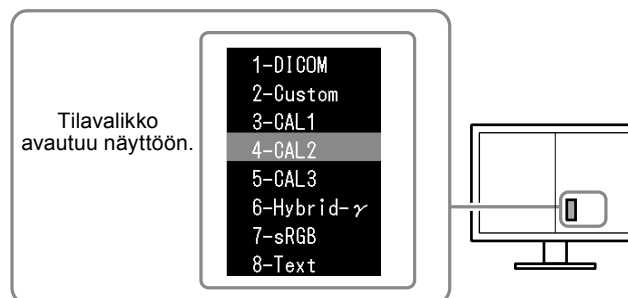 Tilavalikko
avautuu näyttöön.
1-DICOM
2-Custom
3-CAL1
4-CAL2
5-CAL3
6-Hybrid-γ
7-sRGB
8-Text